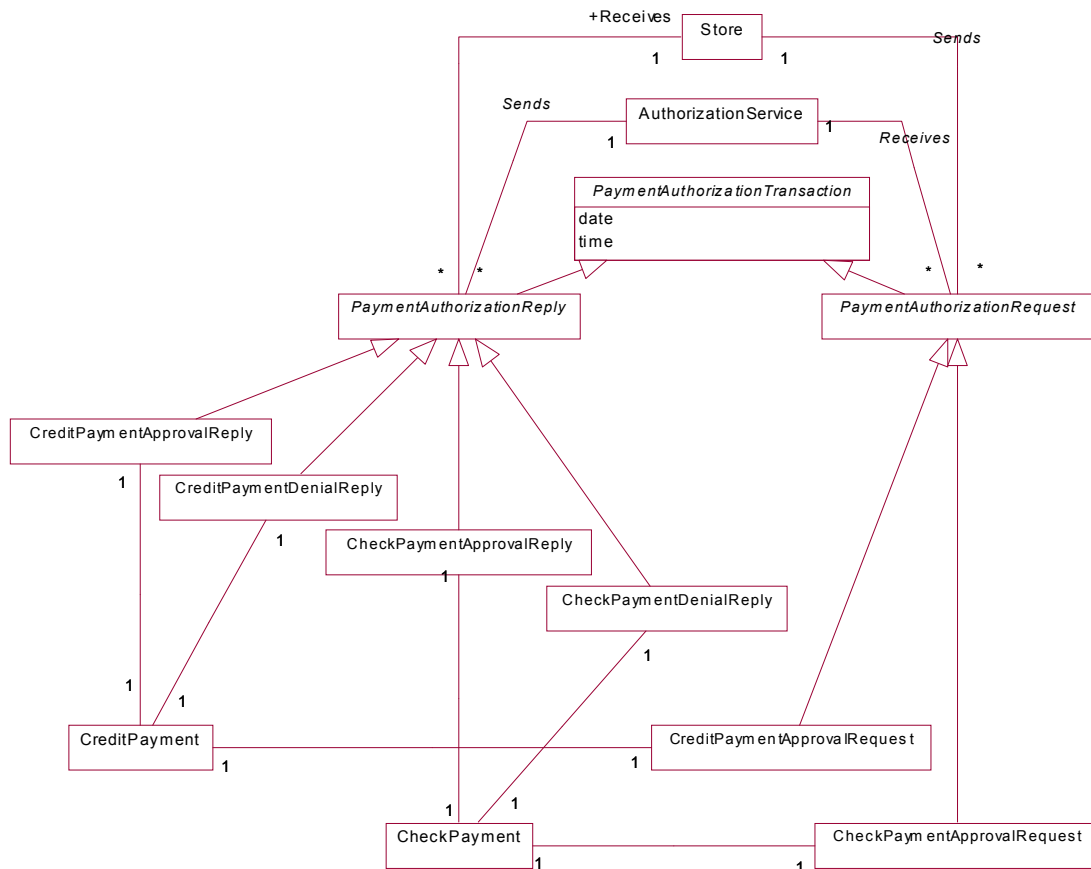 +Receives
Store
Sends
1
1
Sends
AuthorizationService
1
1
Receives
PaymentAuthorizationTransaction
date
time
*
*
*
*
PaymentAuthorizationReply
PaymentAuthorizationRequest
CreditPaymentApprovalReply
1
CreditPaymentDenialReply
1
CheckPaymentApprovalReply
1
CheckPaymentDenialReply
1
1
1
CreditPayment
1
CreditPaymentApprovalRequest
1
1
1
CheckPayment
1
CheckPaymentApprovalRequest
1